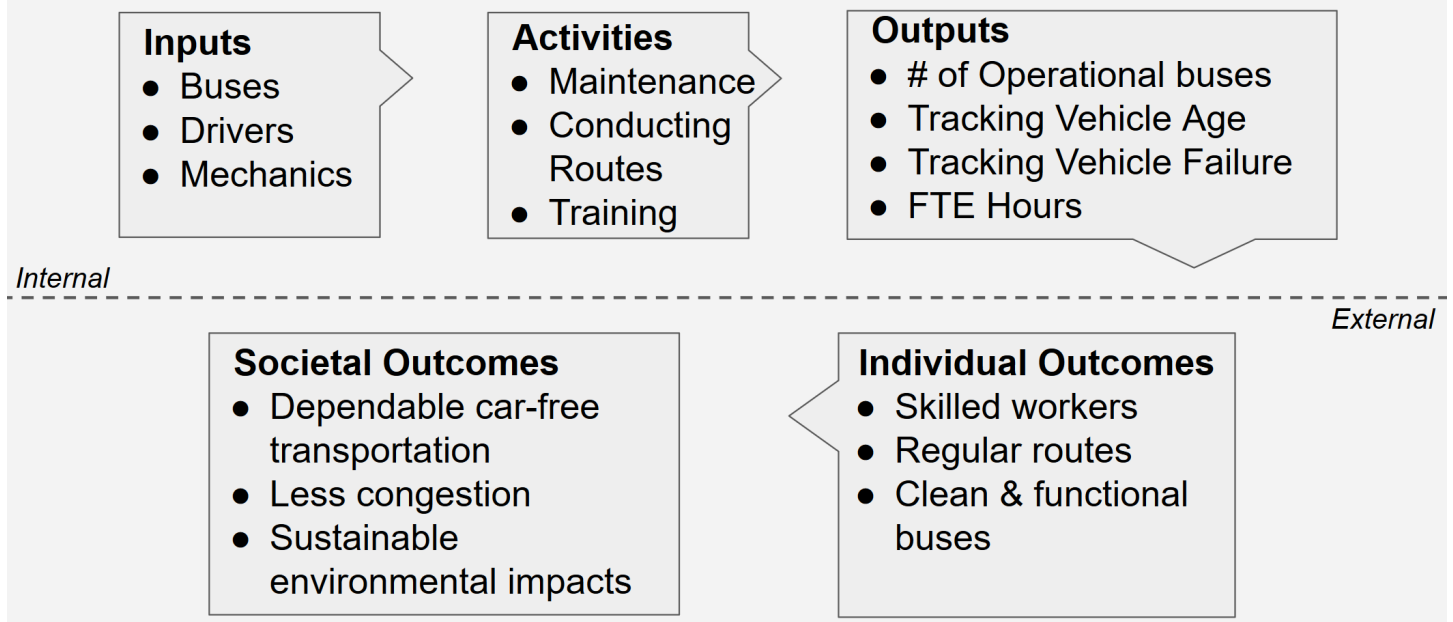 Inputs
● Buses
● Drivers
● Mechanics
Activities
● Maintenance
● Conducting
Routes
● Training
Outputs
● # of Operational buses
● Tracking Vehicle Age
● Tracking Vehicle Failure
● FTE Hours
Internal
External
Societal Outcomes
● Dependable car-free
transportation
● Less congestion
● Sustainable
environmental impacts
Individual Outcomes
● Skilled workers
● Regular routes
● Clean & functional
buses